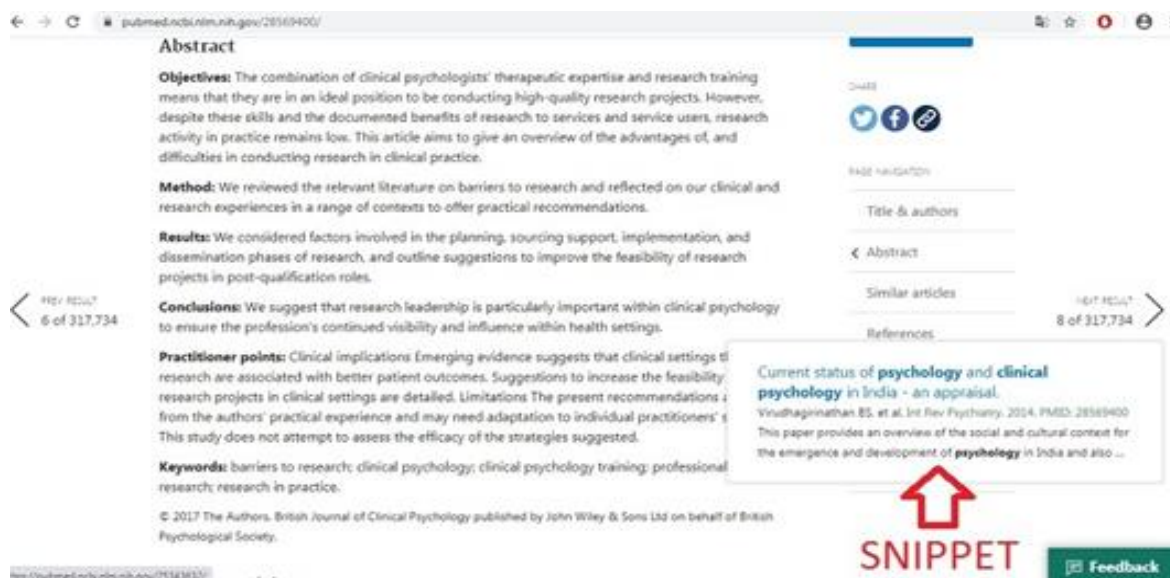 pubmed.ncbi.nlm.nih.gov/28569400/
Abstract
Objectives: The combination of clinical psychologists' therapeutic expertise and research training
means that they are in an ideal position to be conducting high-quality research projects. However,
despite these skills and the documented benefits of research to services and service users, research
activity in practice remains low. This article aims to give an overview of the advantages of, and
difficulties in conducting research in clinical practice.
Method: We reviewed the relevant literature on barriers to research and reflected on our clinical and
research experiences in a range of contexts to offer practical recommendations.
Results: We considered factors involved in the planning, sourcing support, implementation, and
dissemination phases of research, and outline suggestions to improve the feasibility of research
projects in post-qualification roles.
Conclusions: We suggest that research leadership is particularly important within clinical psychology
to ensure the profession's continued visibility and influence within health settings.
Practitioner points: Clinical implications Emerging evidence suggests that clinical settings t
research are associated with better patient outcomes. Suggestions to increase the feasibility
research projects in clinical settings are detailed. Limitations The present recommendations a
from the authors' practical experience and may need adaptation to individual practitioners' s
This study does not attempt to assess the efficacy of the strategies suggested.
Keywords: barriers to research; clinical psychology; clinical psychology training; professional
research; research in practice.
© 2017 The Authors. British Journal of Clinical Psychology published by John Wiley & Sons Ltd on behalf of British
Psychological Society.
PREV RESULT
6 of 317,734
SHARE
PAGE NAVIGATION
Title & authors
Abstract
Similar articles
References
NEXT RESULT
8 of 317,734
Current status of psychology and clinical
psychology in India - an appraisal.
Virudhagirinathan BS, et al. Int Rev Psychiatry. 2014. PMID: 28569400
This paper provides an overview of the social and cultural context for
the emergence and development of psychology in India and also ...
SNIPPET
Feedback